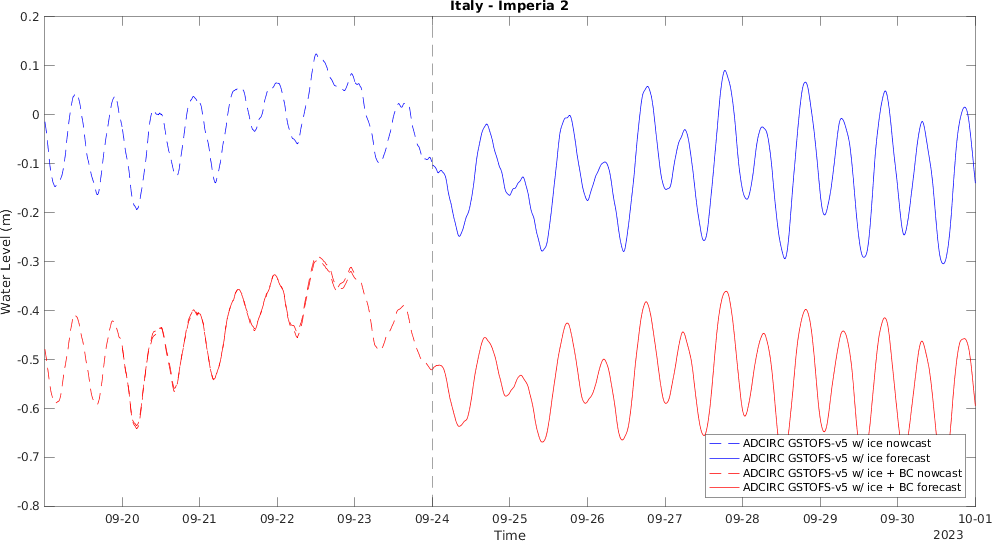 Italy - Imperia 2
Water Level (m)
0.2
0.1
0
-0.1
-0.2
-0.3
-0.4
-0.5
-0.6
-0.7
-0.8
ADCIRC GSTOFS-v5 w/ ice nowcast
ADCIRC GSTOFS-v5 w/ ice forecast
ADCIRC GSTOFS-v5 w/ ice + BC nowcast
ADCIRC GSTOFS-v5 w/ ice + BC forecast
09-20 09-21 09-22 09-23 09-24 09-25 09-26 09-27 09-28 09-29 09-30 10-01
Time
2023